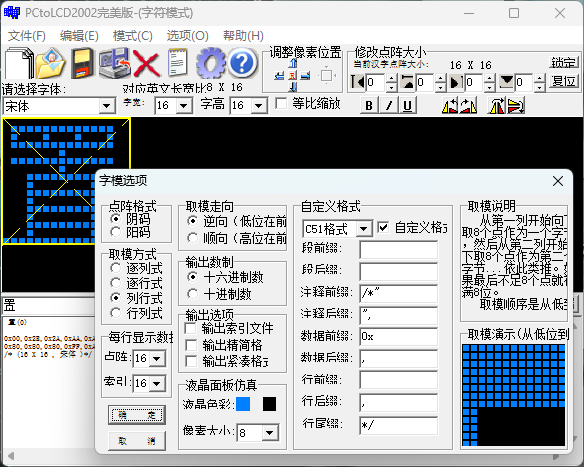 PCtoLCD2002完美版-(字符模式)
文件(F) 编辑(E) 模式(C) 选项(O) 帮助(H)
调整像素位置
修改点阵大小
当前汉字点阵大小: 16 X 16
锁定
0 0 0 0
复位
请选择字体:
对应英文长宽比8 X 16
宋体
字宽: 16 字高 16
等比缩放
B I U
字模选项
点阵格式
阴码
阳码
取模方式
逐列式
逐行式
列行式
行列式
每行显示数据
点阵: 16
索引: 16
确 定
取 消
取模走向
逆向(低位在前
顺向(高位在前
输出数制
十六进制数
十进制数
输出选项
输出索引文件
输出精简格
输出紧凑格式
液晶面板仿真
液晶色彩:
像素大小: 8
自定义格式
C51格式
自定义格式
段前缀:
段后缀:
注释前缀: /*"
注释后缀: ",
数据前缀: 0x
数据后缀: ,
行前缀:
行后缀: ,
行尾缀: */
取模说明
从第一列开始向下
取8个点作为一个字节
,然后从第二列开始向
下取8个点作为第二个
字节...依此类推。如
果最后不足8个点就补
满8位。
取模顺序是从低到
取模演示(从低位到
置
置(0)
0x00,0x2E,0x2A,0xAA,
0x80,0x80,0x80,0xFF,
/* (16 X 16 , 宋体 )*/